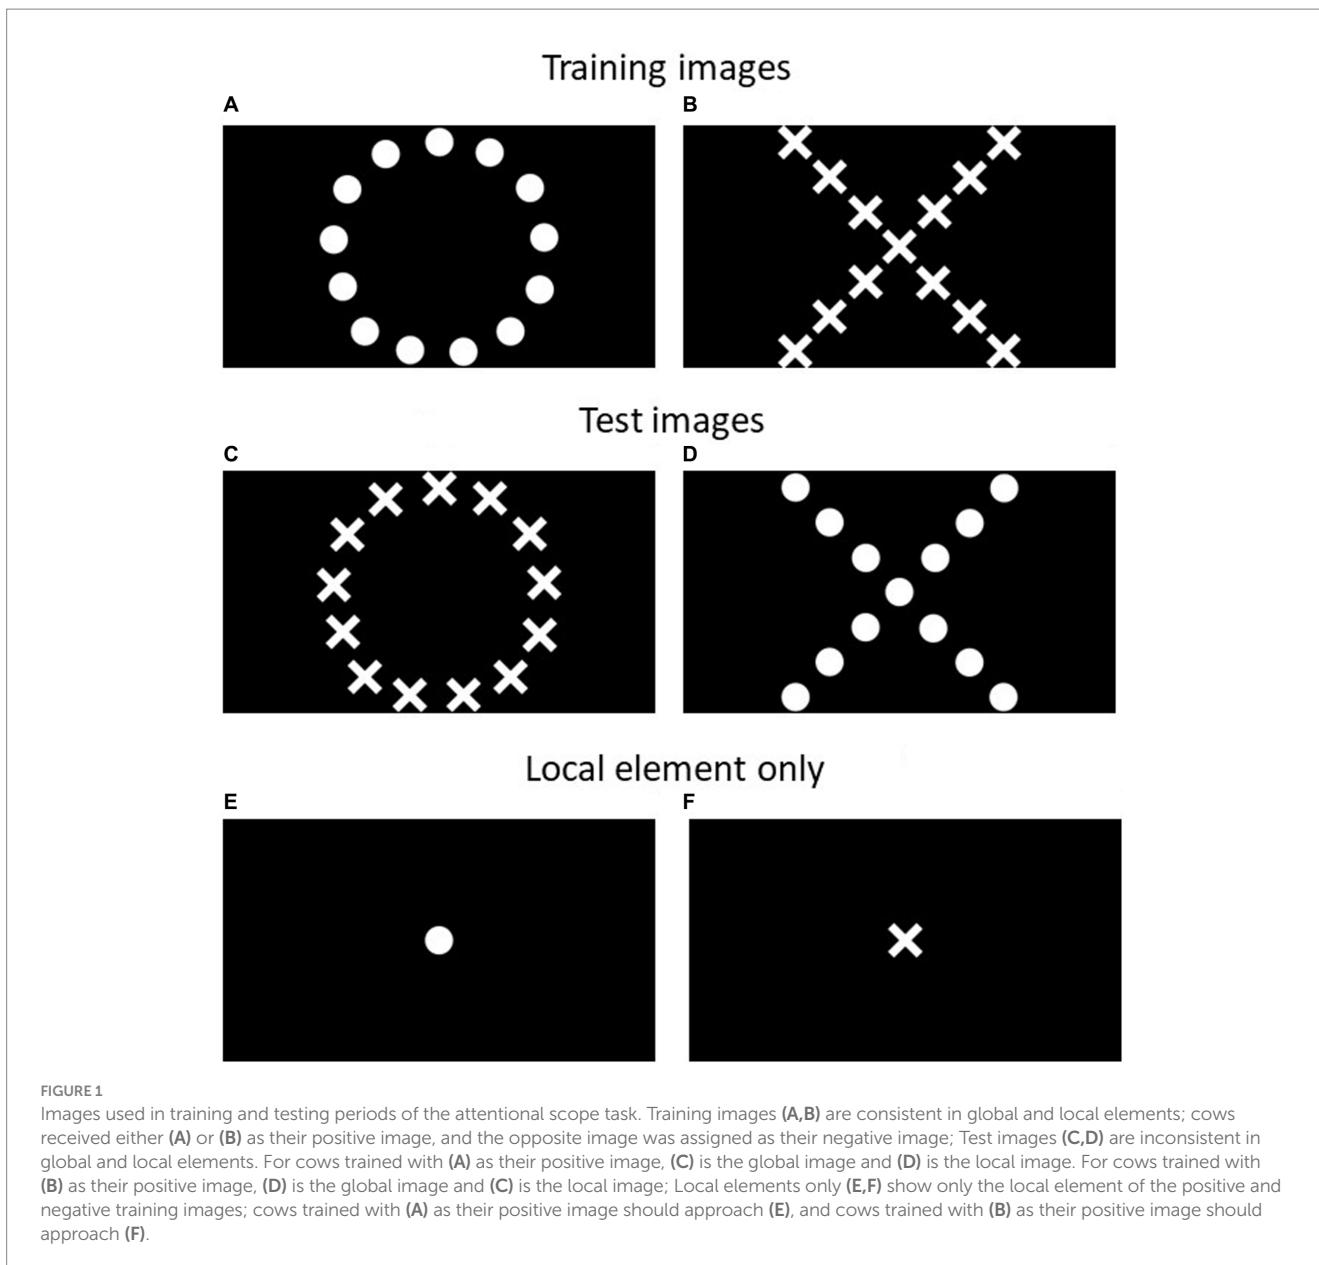 Training images
A
B
Test images
C
D
Local element only
E
F
FIGURE 1
Images used in training and testing periods of the attentional scope task. Training images (A,B) are consistent in global and local elements; cows
received either (A) or (B) as their positive image, and the opposite image was assigned as their negative image; Test images (C,D) are inconsistent in
global and local elements. For cows trained with (A) as their positive image, (C) is the global image and (D) is the local image. For cows trained with
(B) as their positive image, (D) is the global image and (C) is the local image; Local elements only (E,F) show only the local element of the positive and
negative training images; cows trained with (A) as their positive image should approach (E), and cows trained with (B) as their positive image should
approach (F).